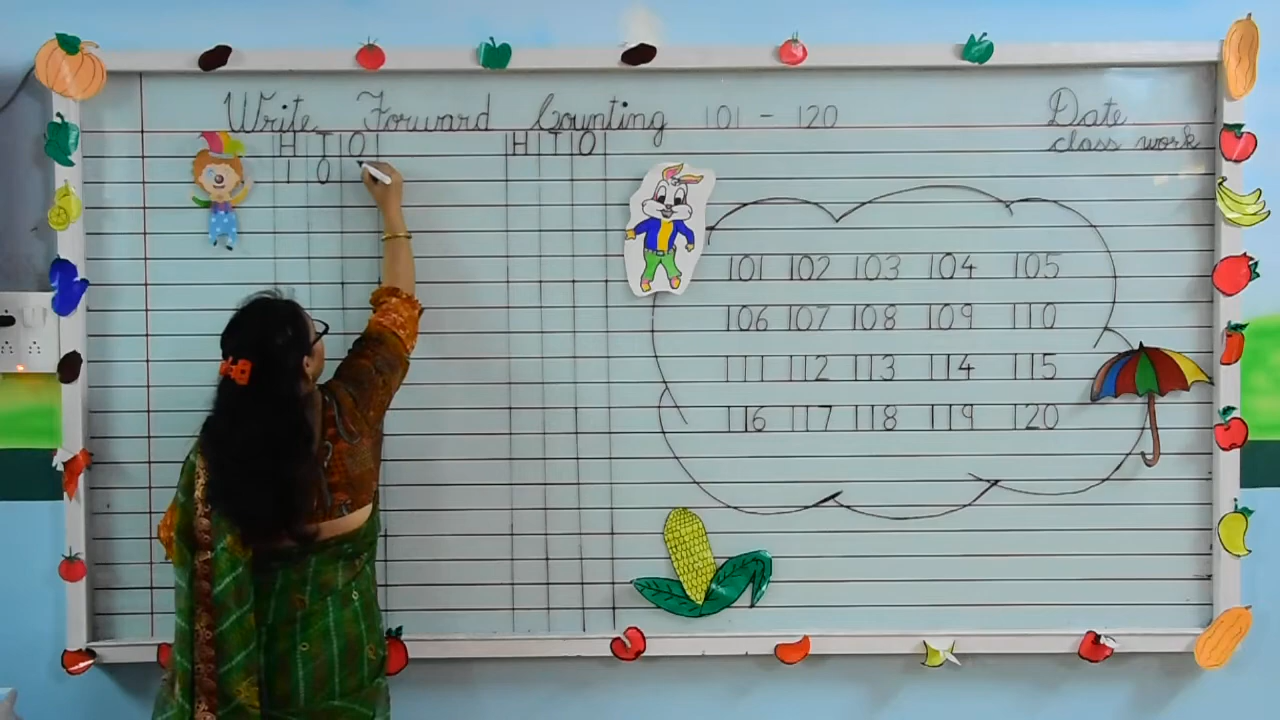 Write Forward Counting 101 - 120
Date
class work
H T O
H T O
1 0
101 102 103 104 105
106 107 108 109 110
111 112 113 114 115
116 117 118 119 120